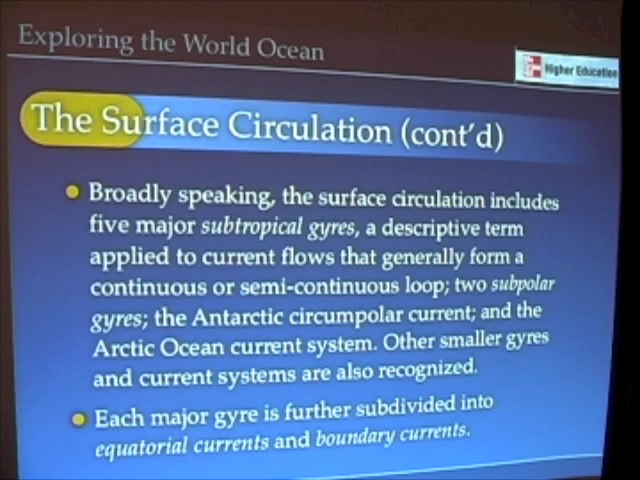 Exploring the World Ocean
Higher Education
The Surface Circulation (cont'd)
Broadly speaking, the surface circulation includes
five major subtropical gyres, a descriptive term
applied to current flows that generally form a
continuous or semi-continuous loop; two subpolar
gyres; the Antarctic circumpolar current; and the
Arctic Ocean current system. Other smaller gyres
and current systems are also recognized.
Each major gyre is further subdivided into
equatorial currents and boundary currents.